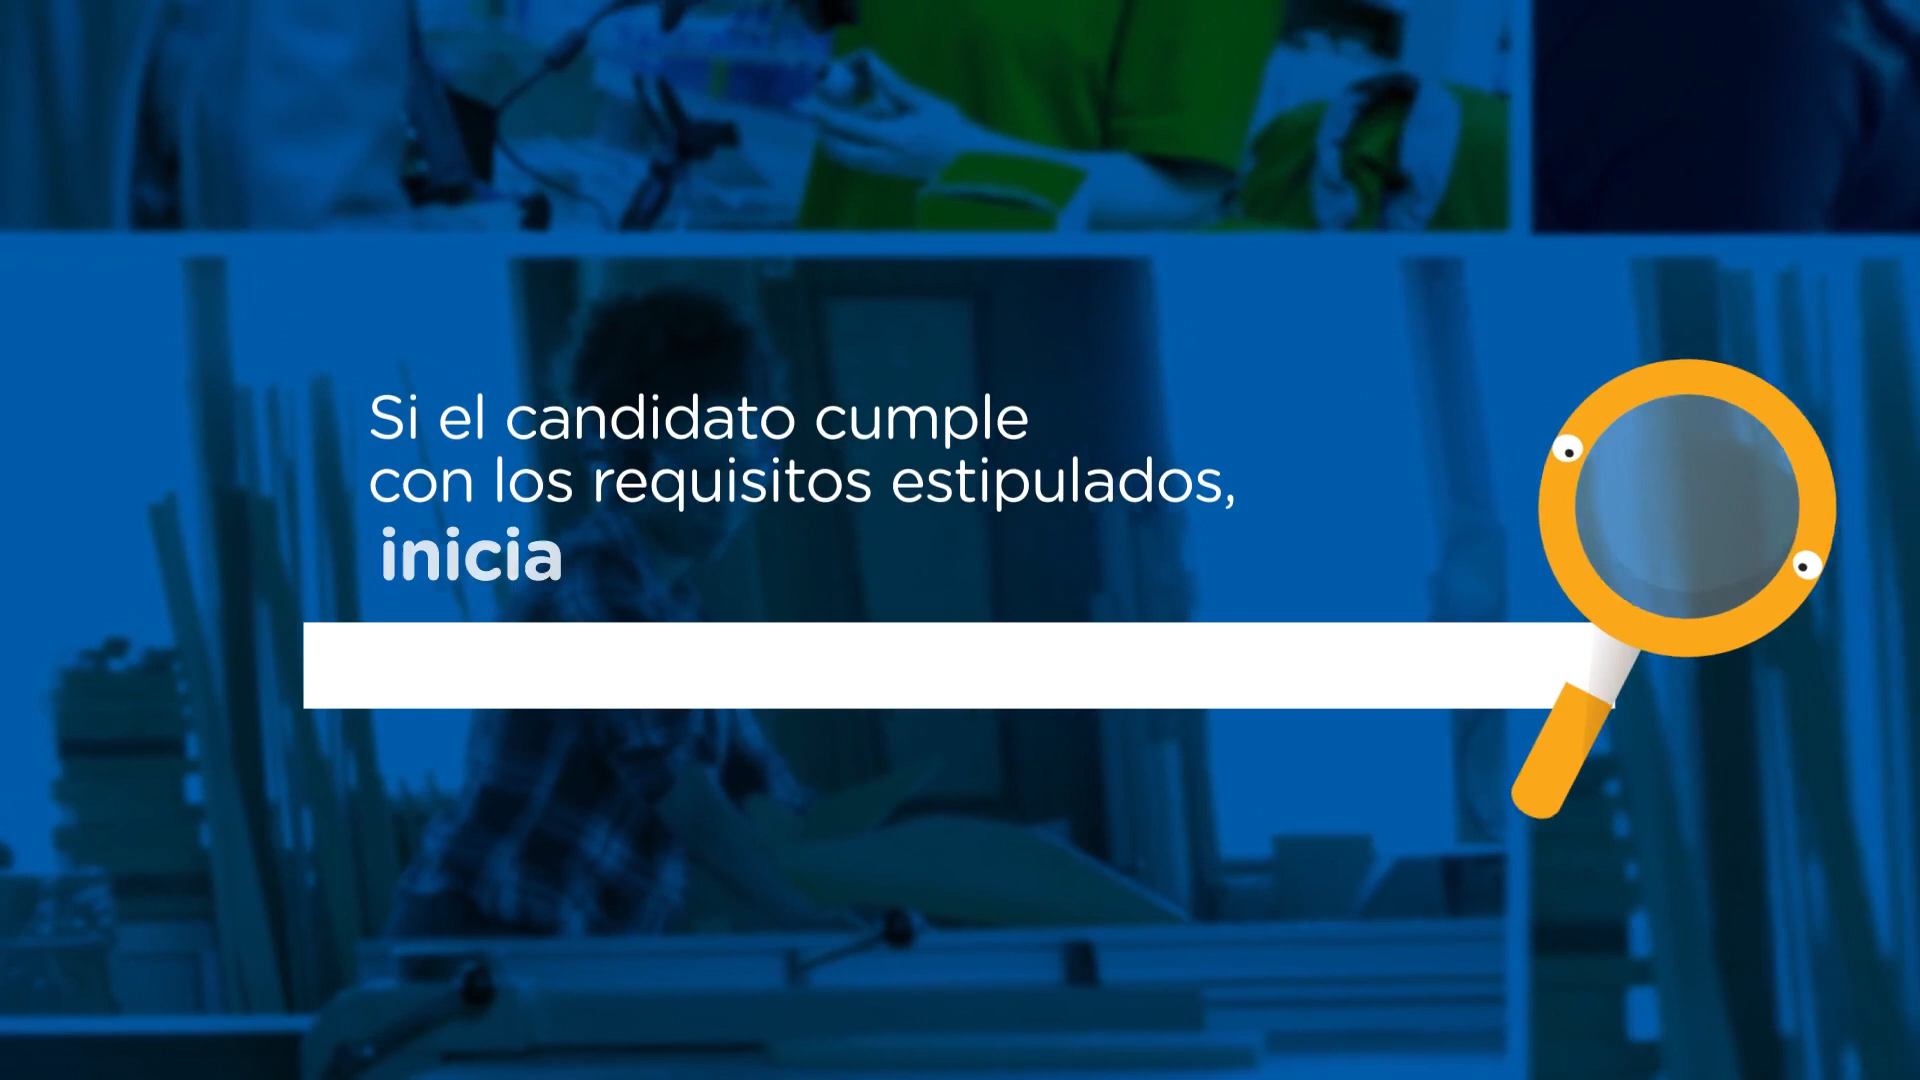 Si el candidato cumple
con los requisitos estipulados,
inicia